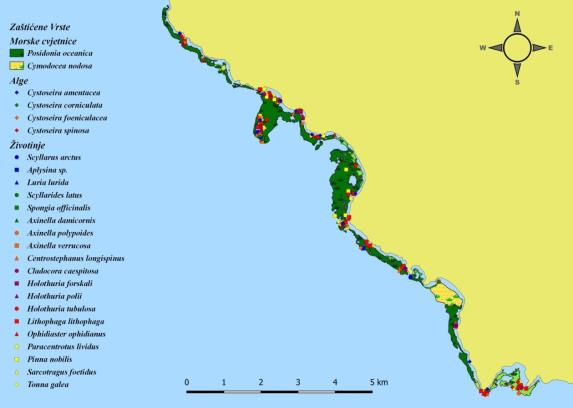 Zaštićene Vrste
Morske cvjetnice
Posidonia oceanica
Cymodocea nodosa
Alge
Cystoseira amentacea
Cystoseira corniculata
Cystoseira foeniculacea
Cystoseira spinosa
Životinje
Scyllarus arctus
Aplysina sp.
Luria lurida
Scyllarides latus
Spongia officinalis
Axinella damicornis
Axinella polypoides
Axinella verrucosa
Centrostephanus longispinus
Cladocora caespitosa
Holothuria forskali
Holothuria polii
Holothuria tubulosa
Lithophaga lithophaga
Ophidiaster ophidianus
Paracentrotus lividus
Pinna nobilis
Sarcotragus foetidus
Tonna galea
N
W E
S
0 1 2 3 4 5 km